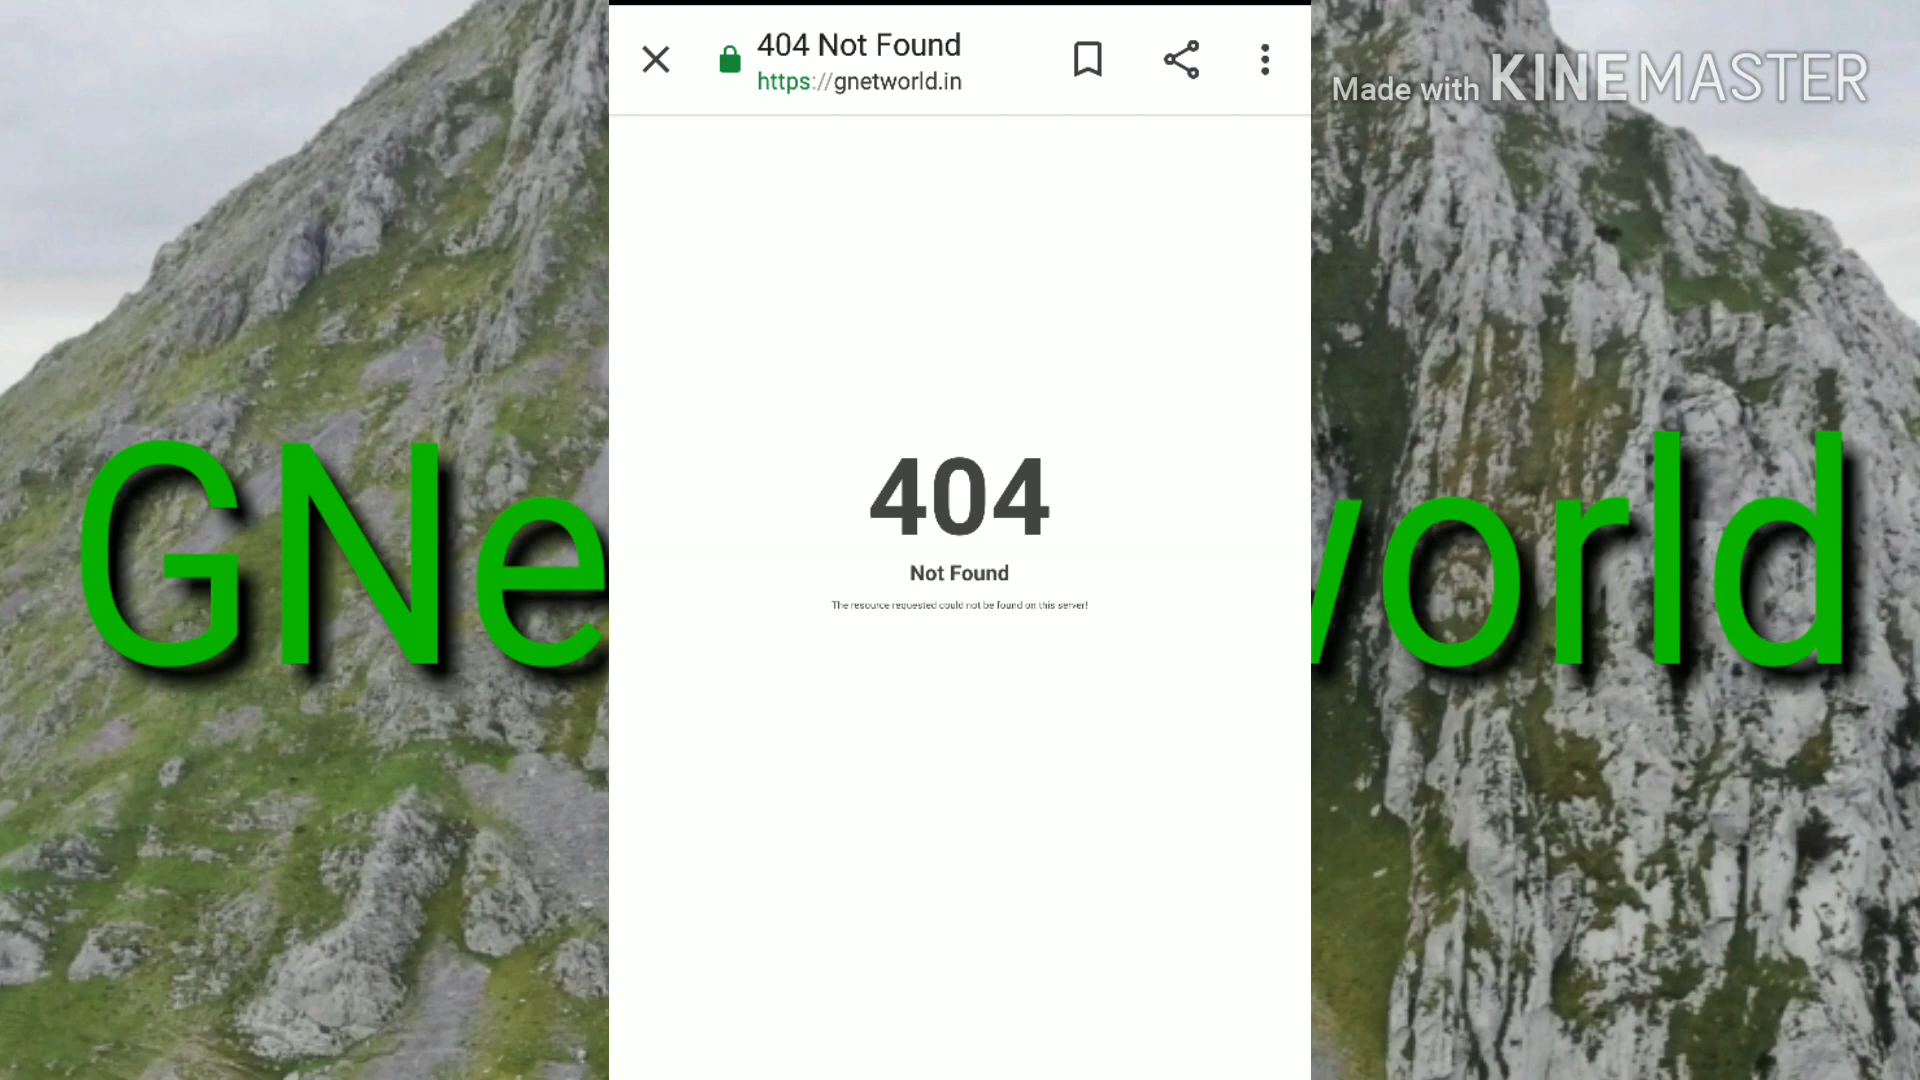 404 Not Found
https://gnetworld.in
Made with KINEMASTER
404
GNe
world
Not Found
The resource requested could not be found on this server!